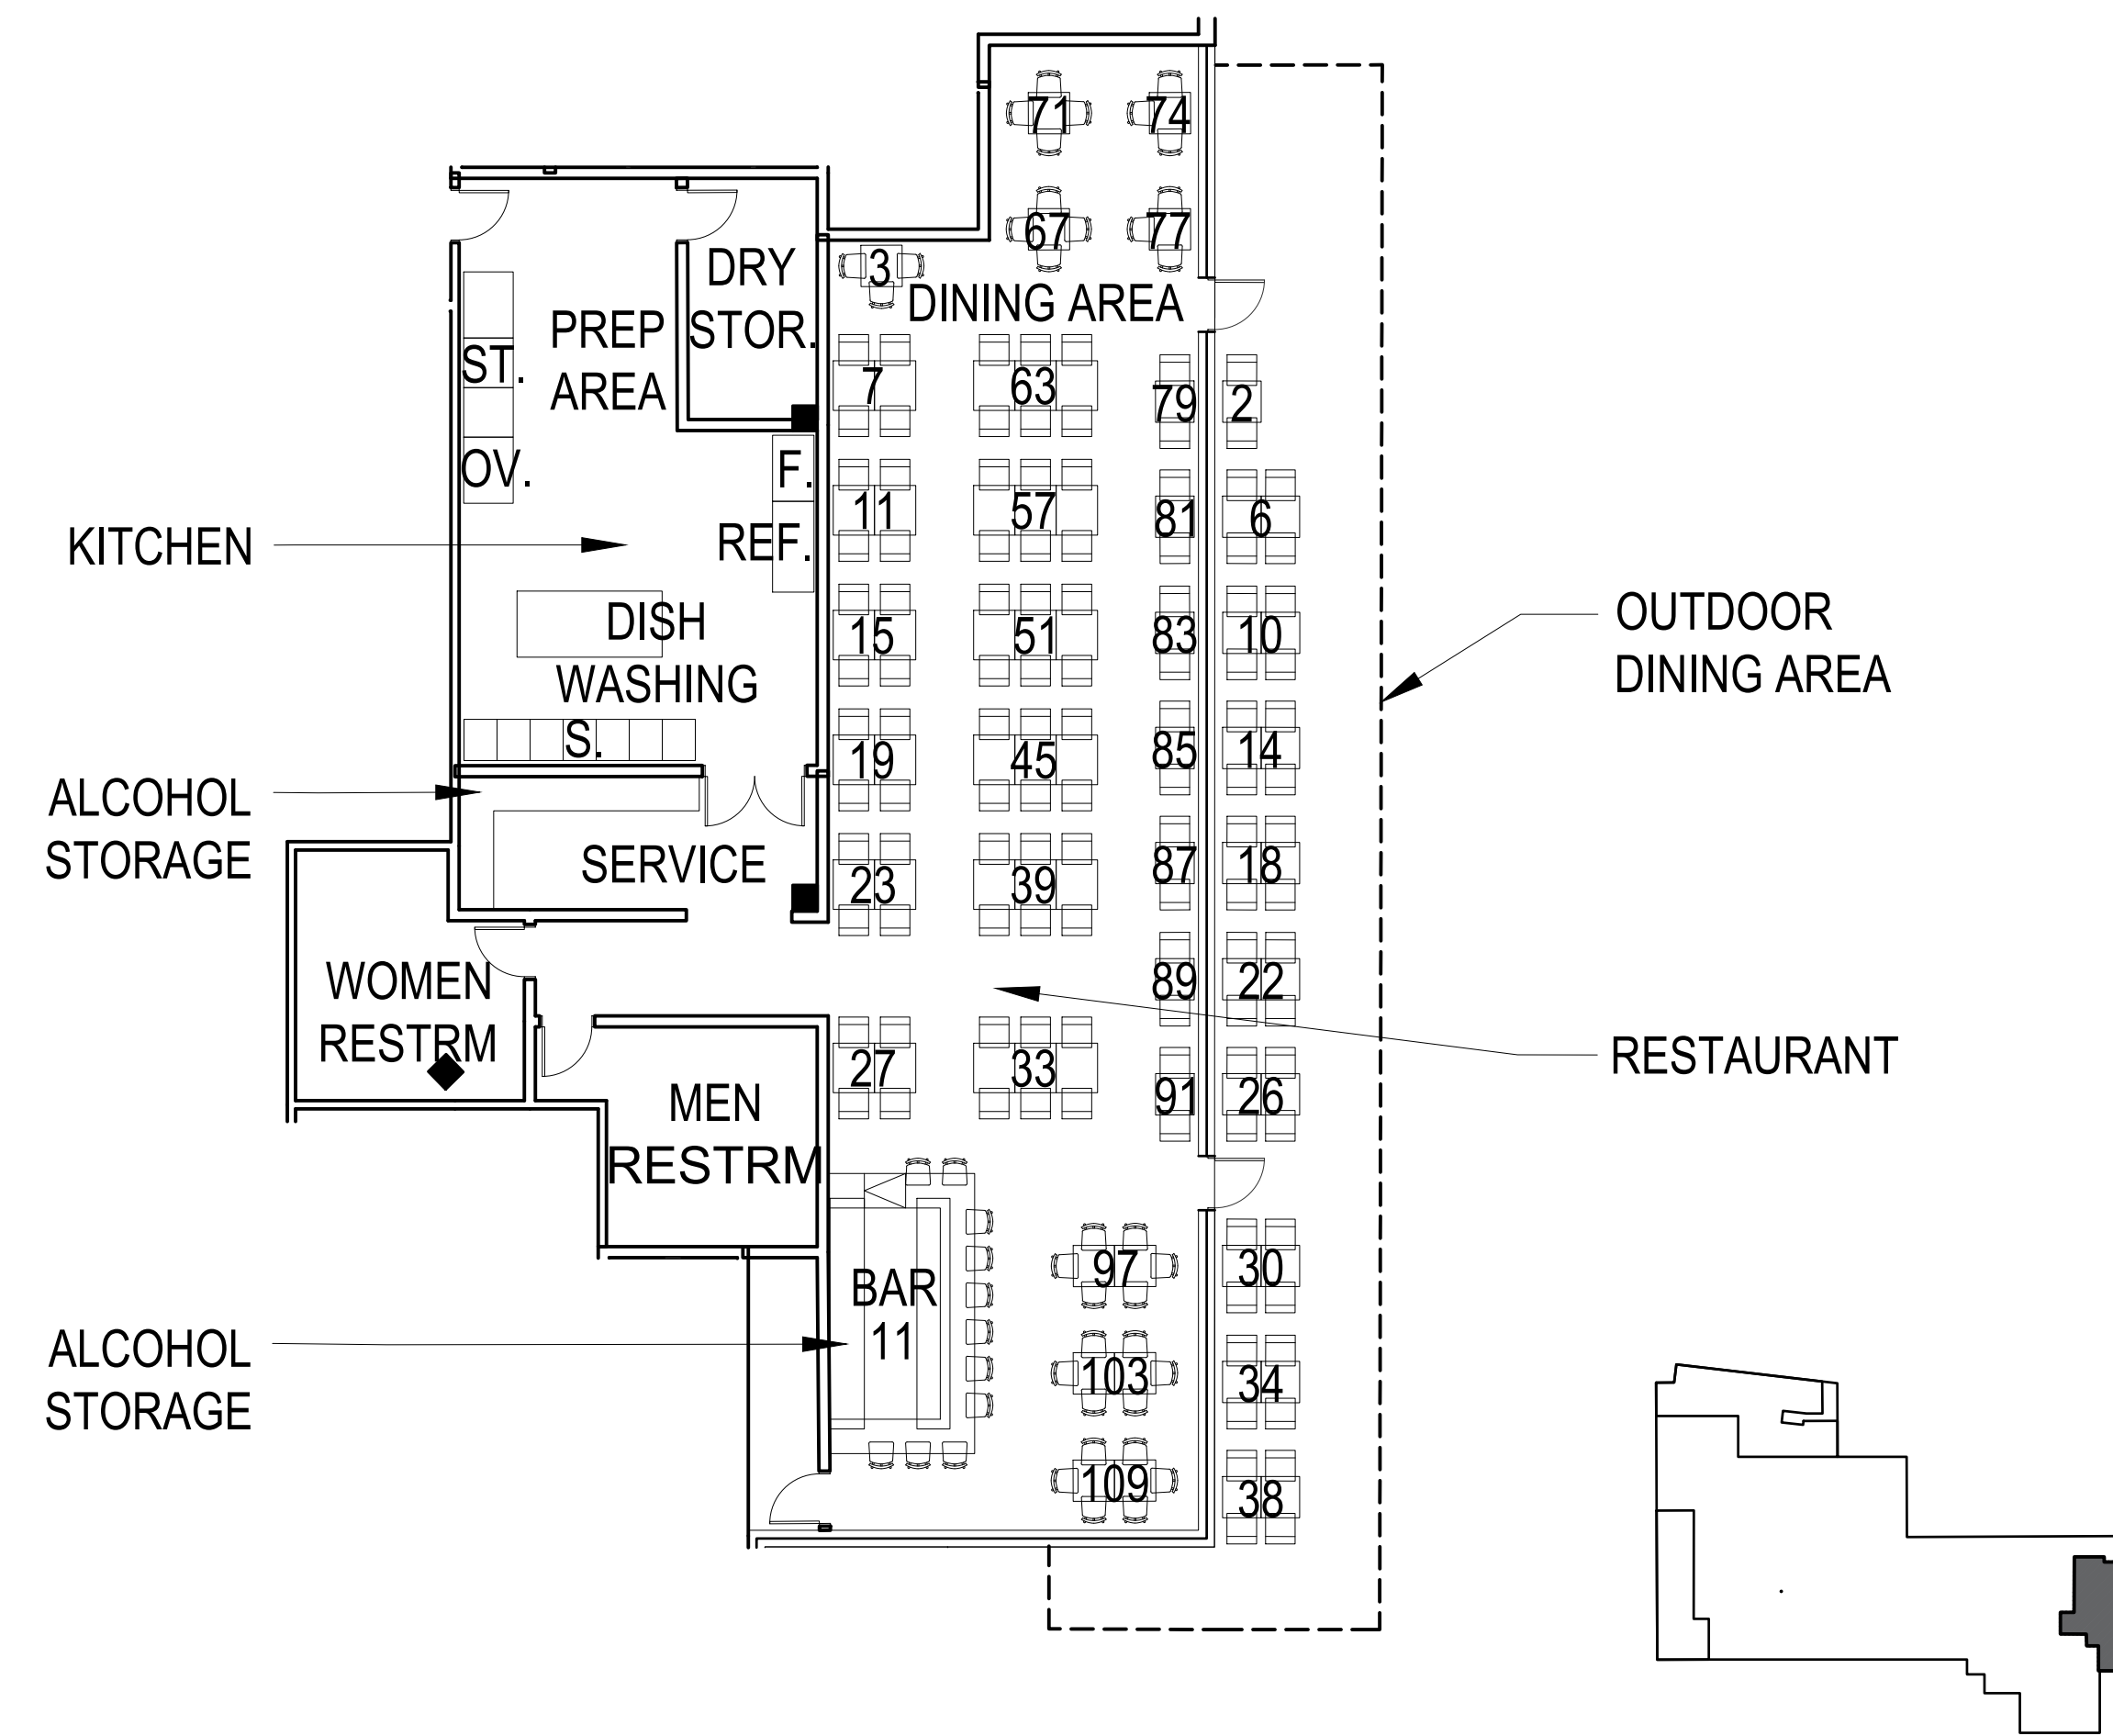 71 74
67 77
3
DINING AREA
DRY
STOR.
PREP
AREA
ST.
OV.
F.
REF.
KITCHEN
DISH
WASHING
S.
ALCOHOL
STORAGE
SERVICE
WOMEN
RESTRM
MEN
RESTRM
7 63 79 2
11 57 81 6
15 51 83 10
19 45 85 14
23 39 87 18
89 22
27 33 91 26
OUTDOOR
DINING AREA
RESTAURANT
BAR
11
ALCOHOL
STORAGE
97 30
103 34
109 38